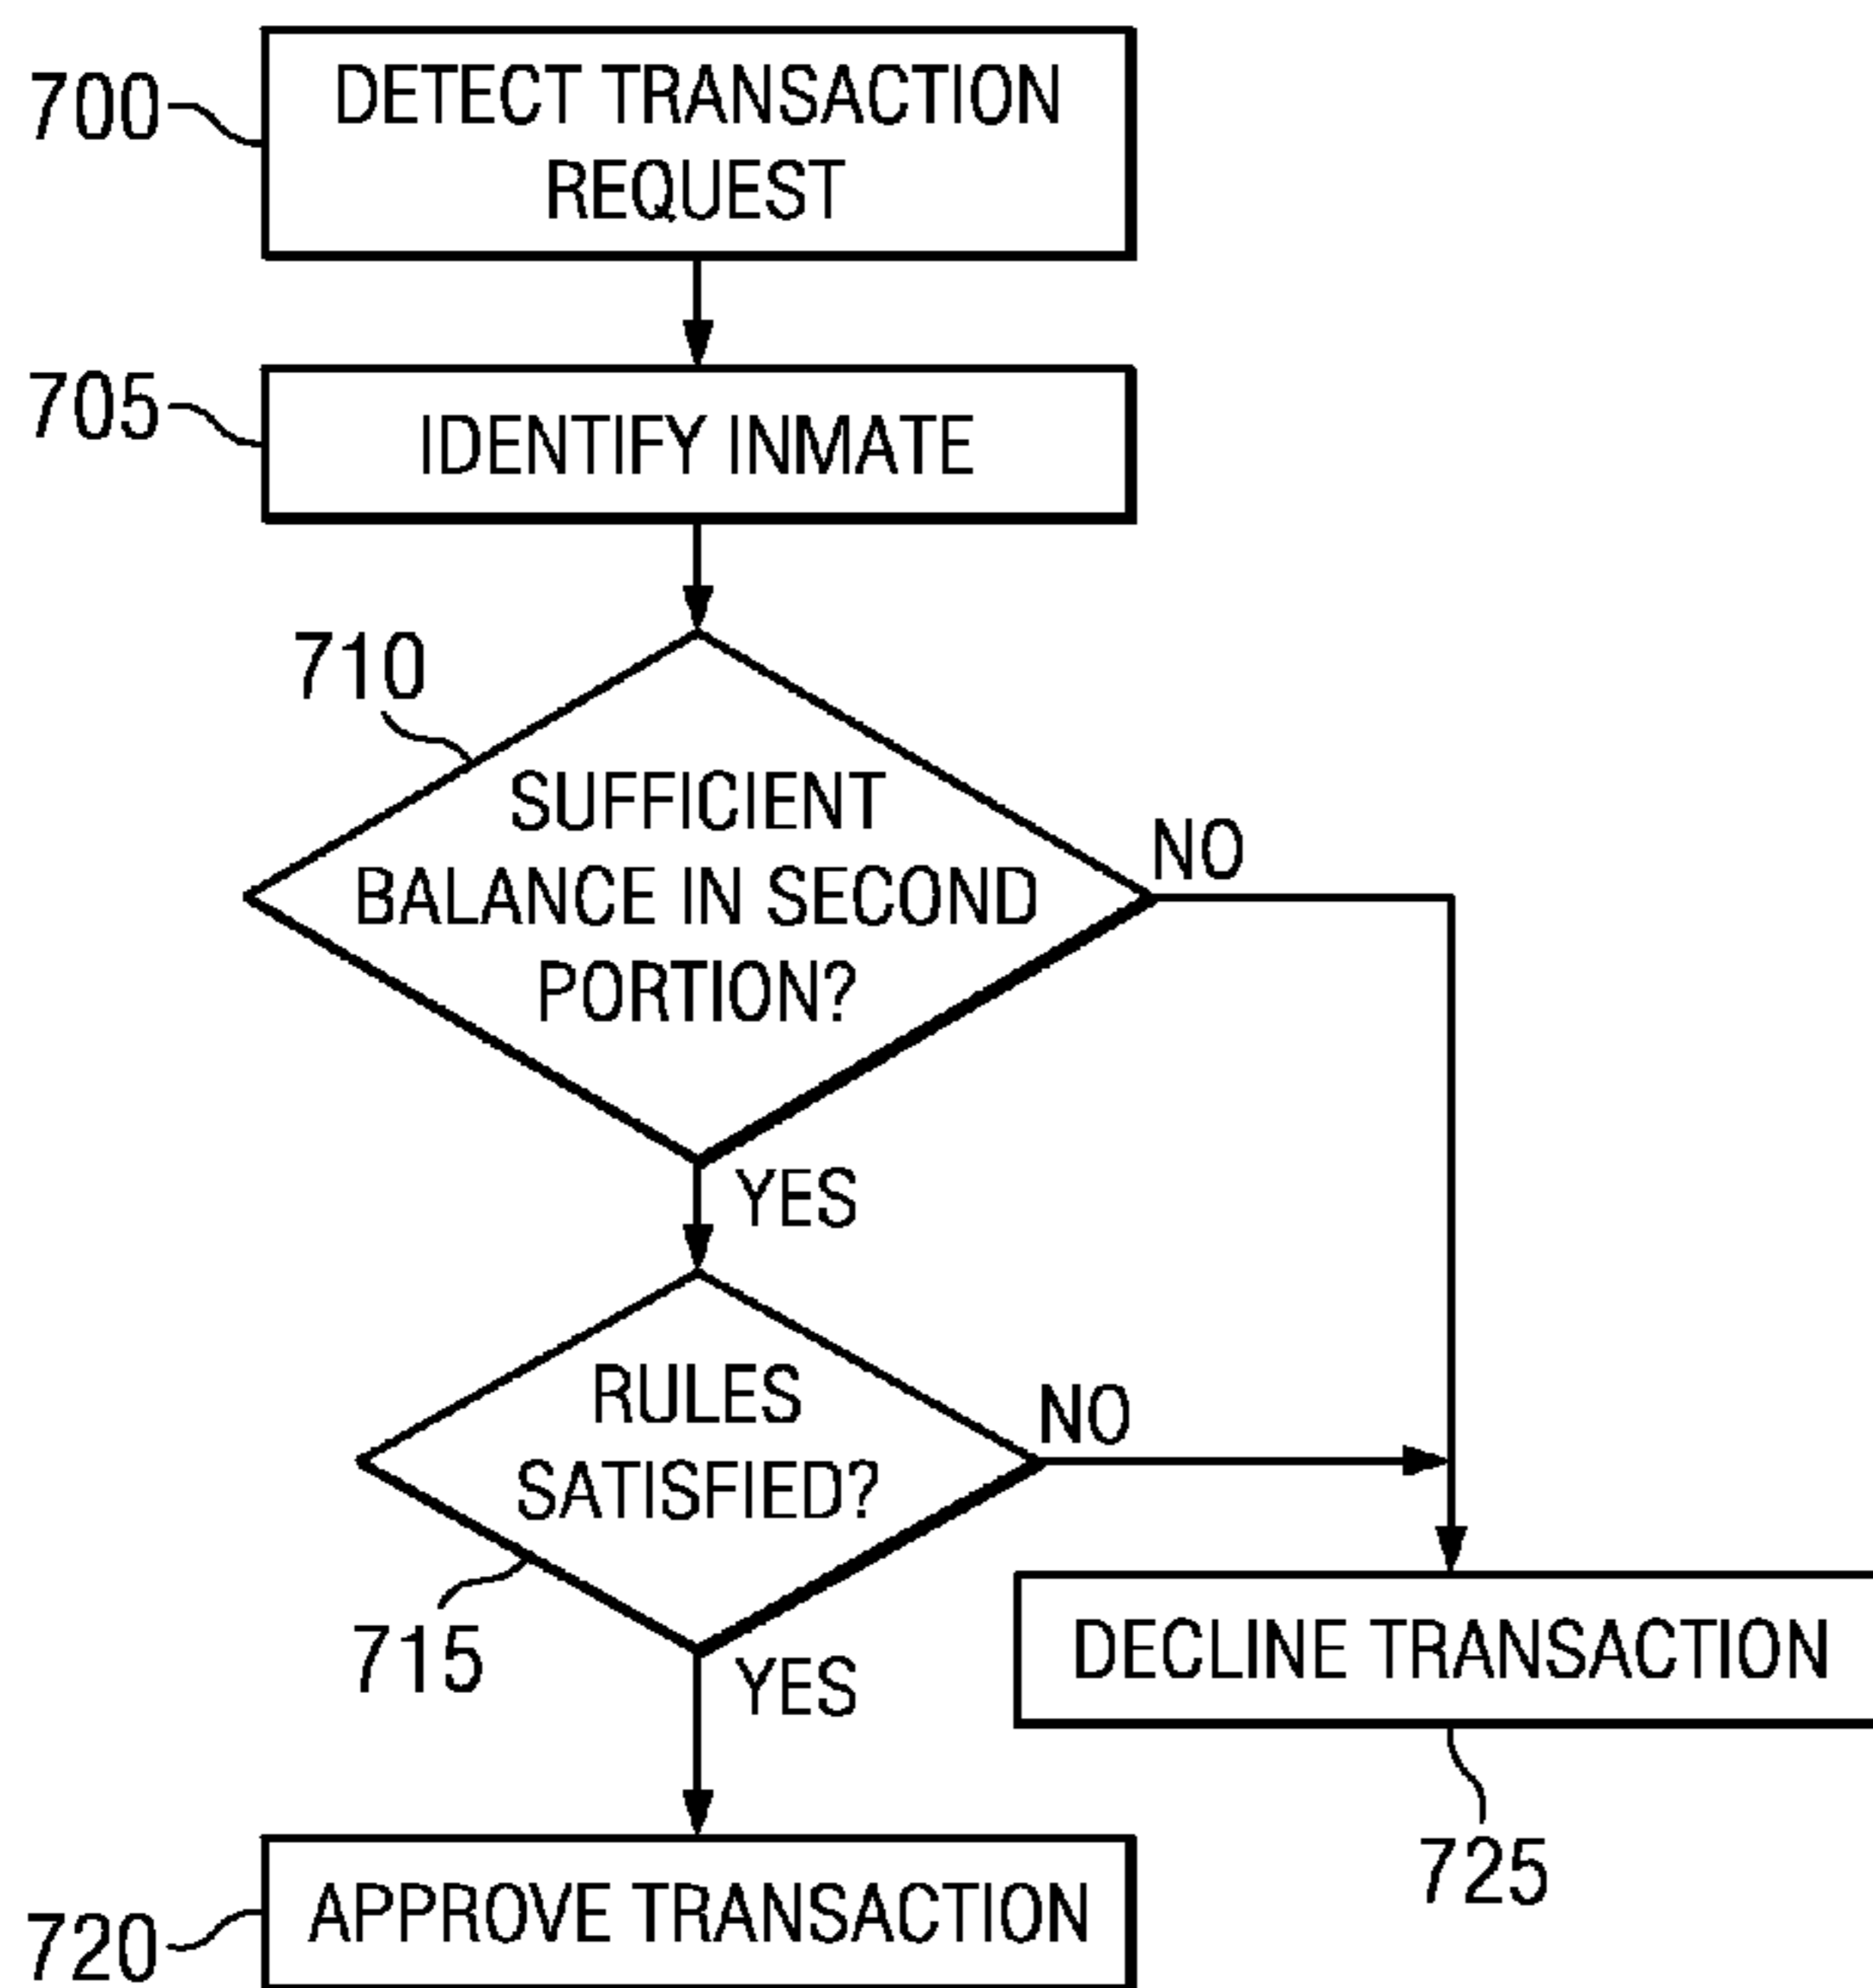 700
DETECT TRANSACTION
REQUEST
705
IDENTIFY INMATE
710
SUFFICIENT
BALANCE IN SECOND
PORTION?
NO
YES
RULES
SATISFIED?
NO
715
YES
DECLINE TRANSACTION
725
720
APPROVE TRANSACTION